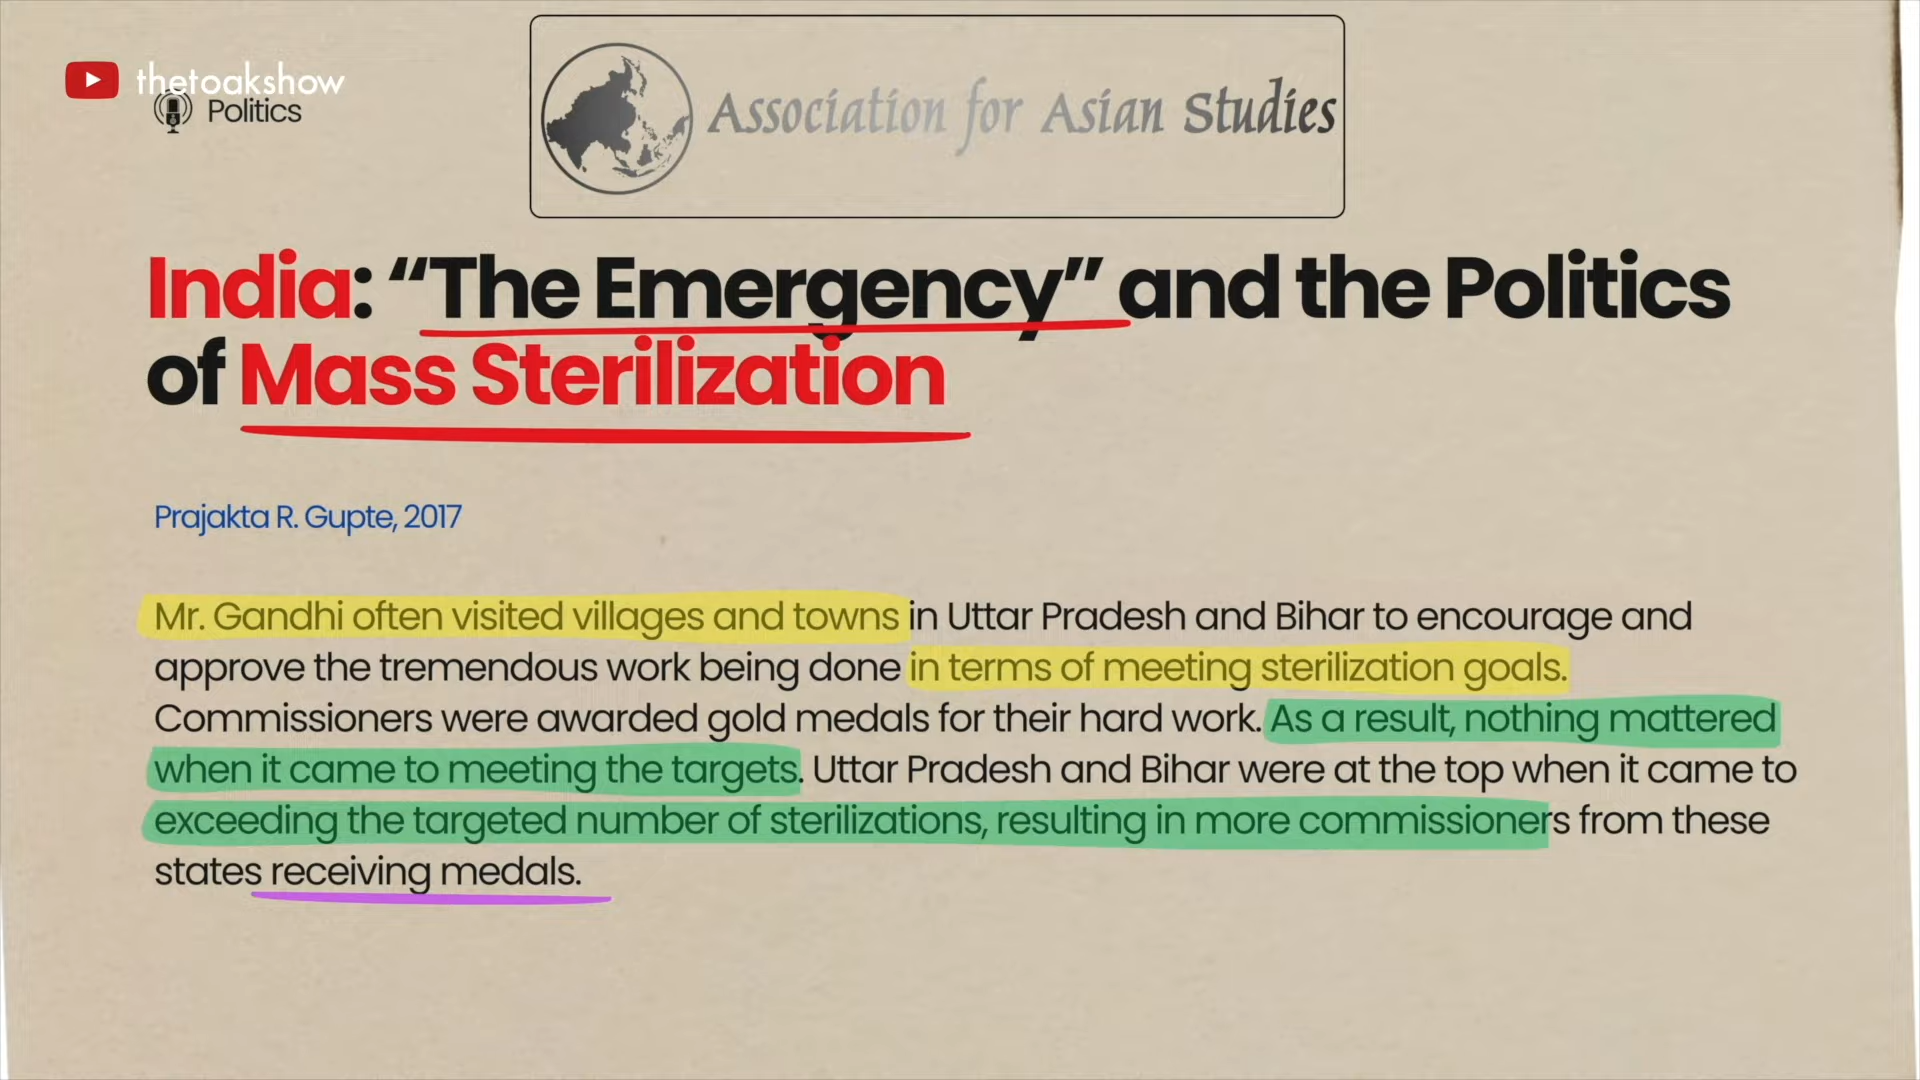 thetoakshow
Politics
Association for Asian Studies
India: “The Emergency” and the Politics
of Mass Sterilization
Prajakta R. Gupte, 2017
Mr. Gandhi often visited villages and towns in Uttar Pradesh and Bihar to encourage and
approve the tremendous work being done in terms of meeting sterilization goals.
Commissioners were awarded gold medals for their hard work. As a result, nothing mattered
when it came to meeting the targets. Uttar Pradesh and Bihar were at the top when it came to
exceeding the targeted number of sterilizations, resulting in more commissioners from these
states receiving medals.